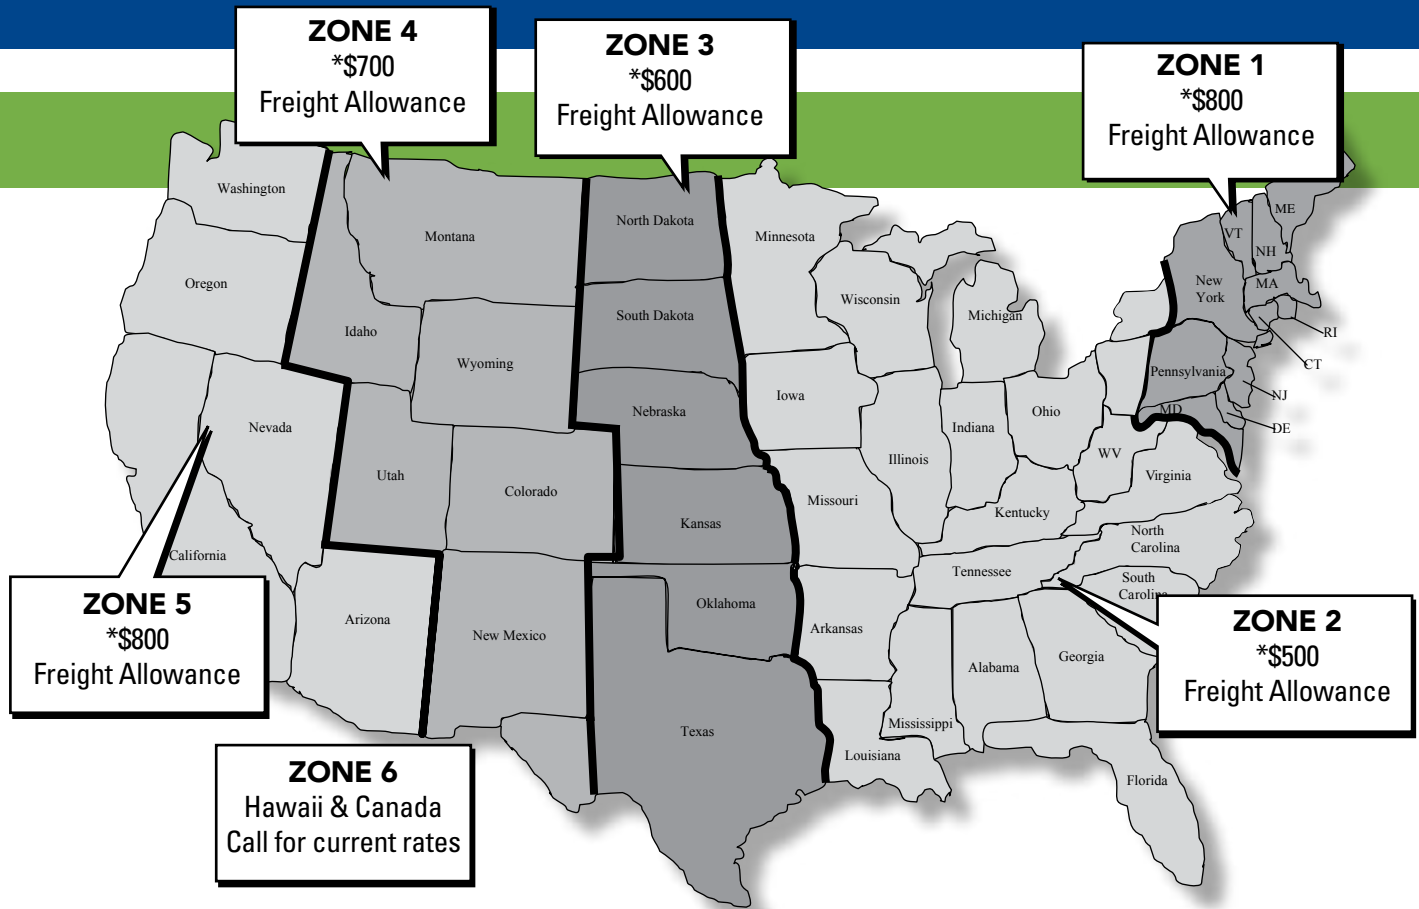 ZONE 4
*$700
Freight Allowance
ZONE 3
*$600
Freight Allowance
ZONE 1
*$800
Freight Allowance
Washington
Oregon
Idaho
Montana
Wyoming
North Dakota
South Dakota
Nebraska
Minnesota
Wisconsin
Michigan
Iowa
New
York
VT
NH
ME
MA
RI
CT
NJ
DE
MD
Pennsylvania
Nevada
Utah
Colorado
Kansas
Missouri
Illinois
Indiana
Ohio
WV
Virginia
Kentucky
North
Carolina
Tennessee
South
Carolina
California
Arizona
New Mexico
Oklahoma
Arkansas
Texas
Louisiana
Mississippi
Alabama
Georgia
Florida
ZONE 5
*$800
Freight Allowance
ZONE 2
*$500
Freight Allowance
ZONE 6
Hawaii & Canada
Call for current rates